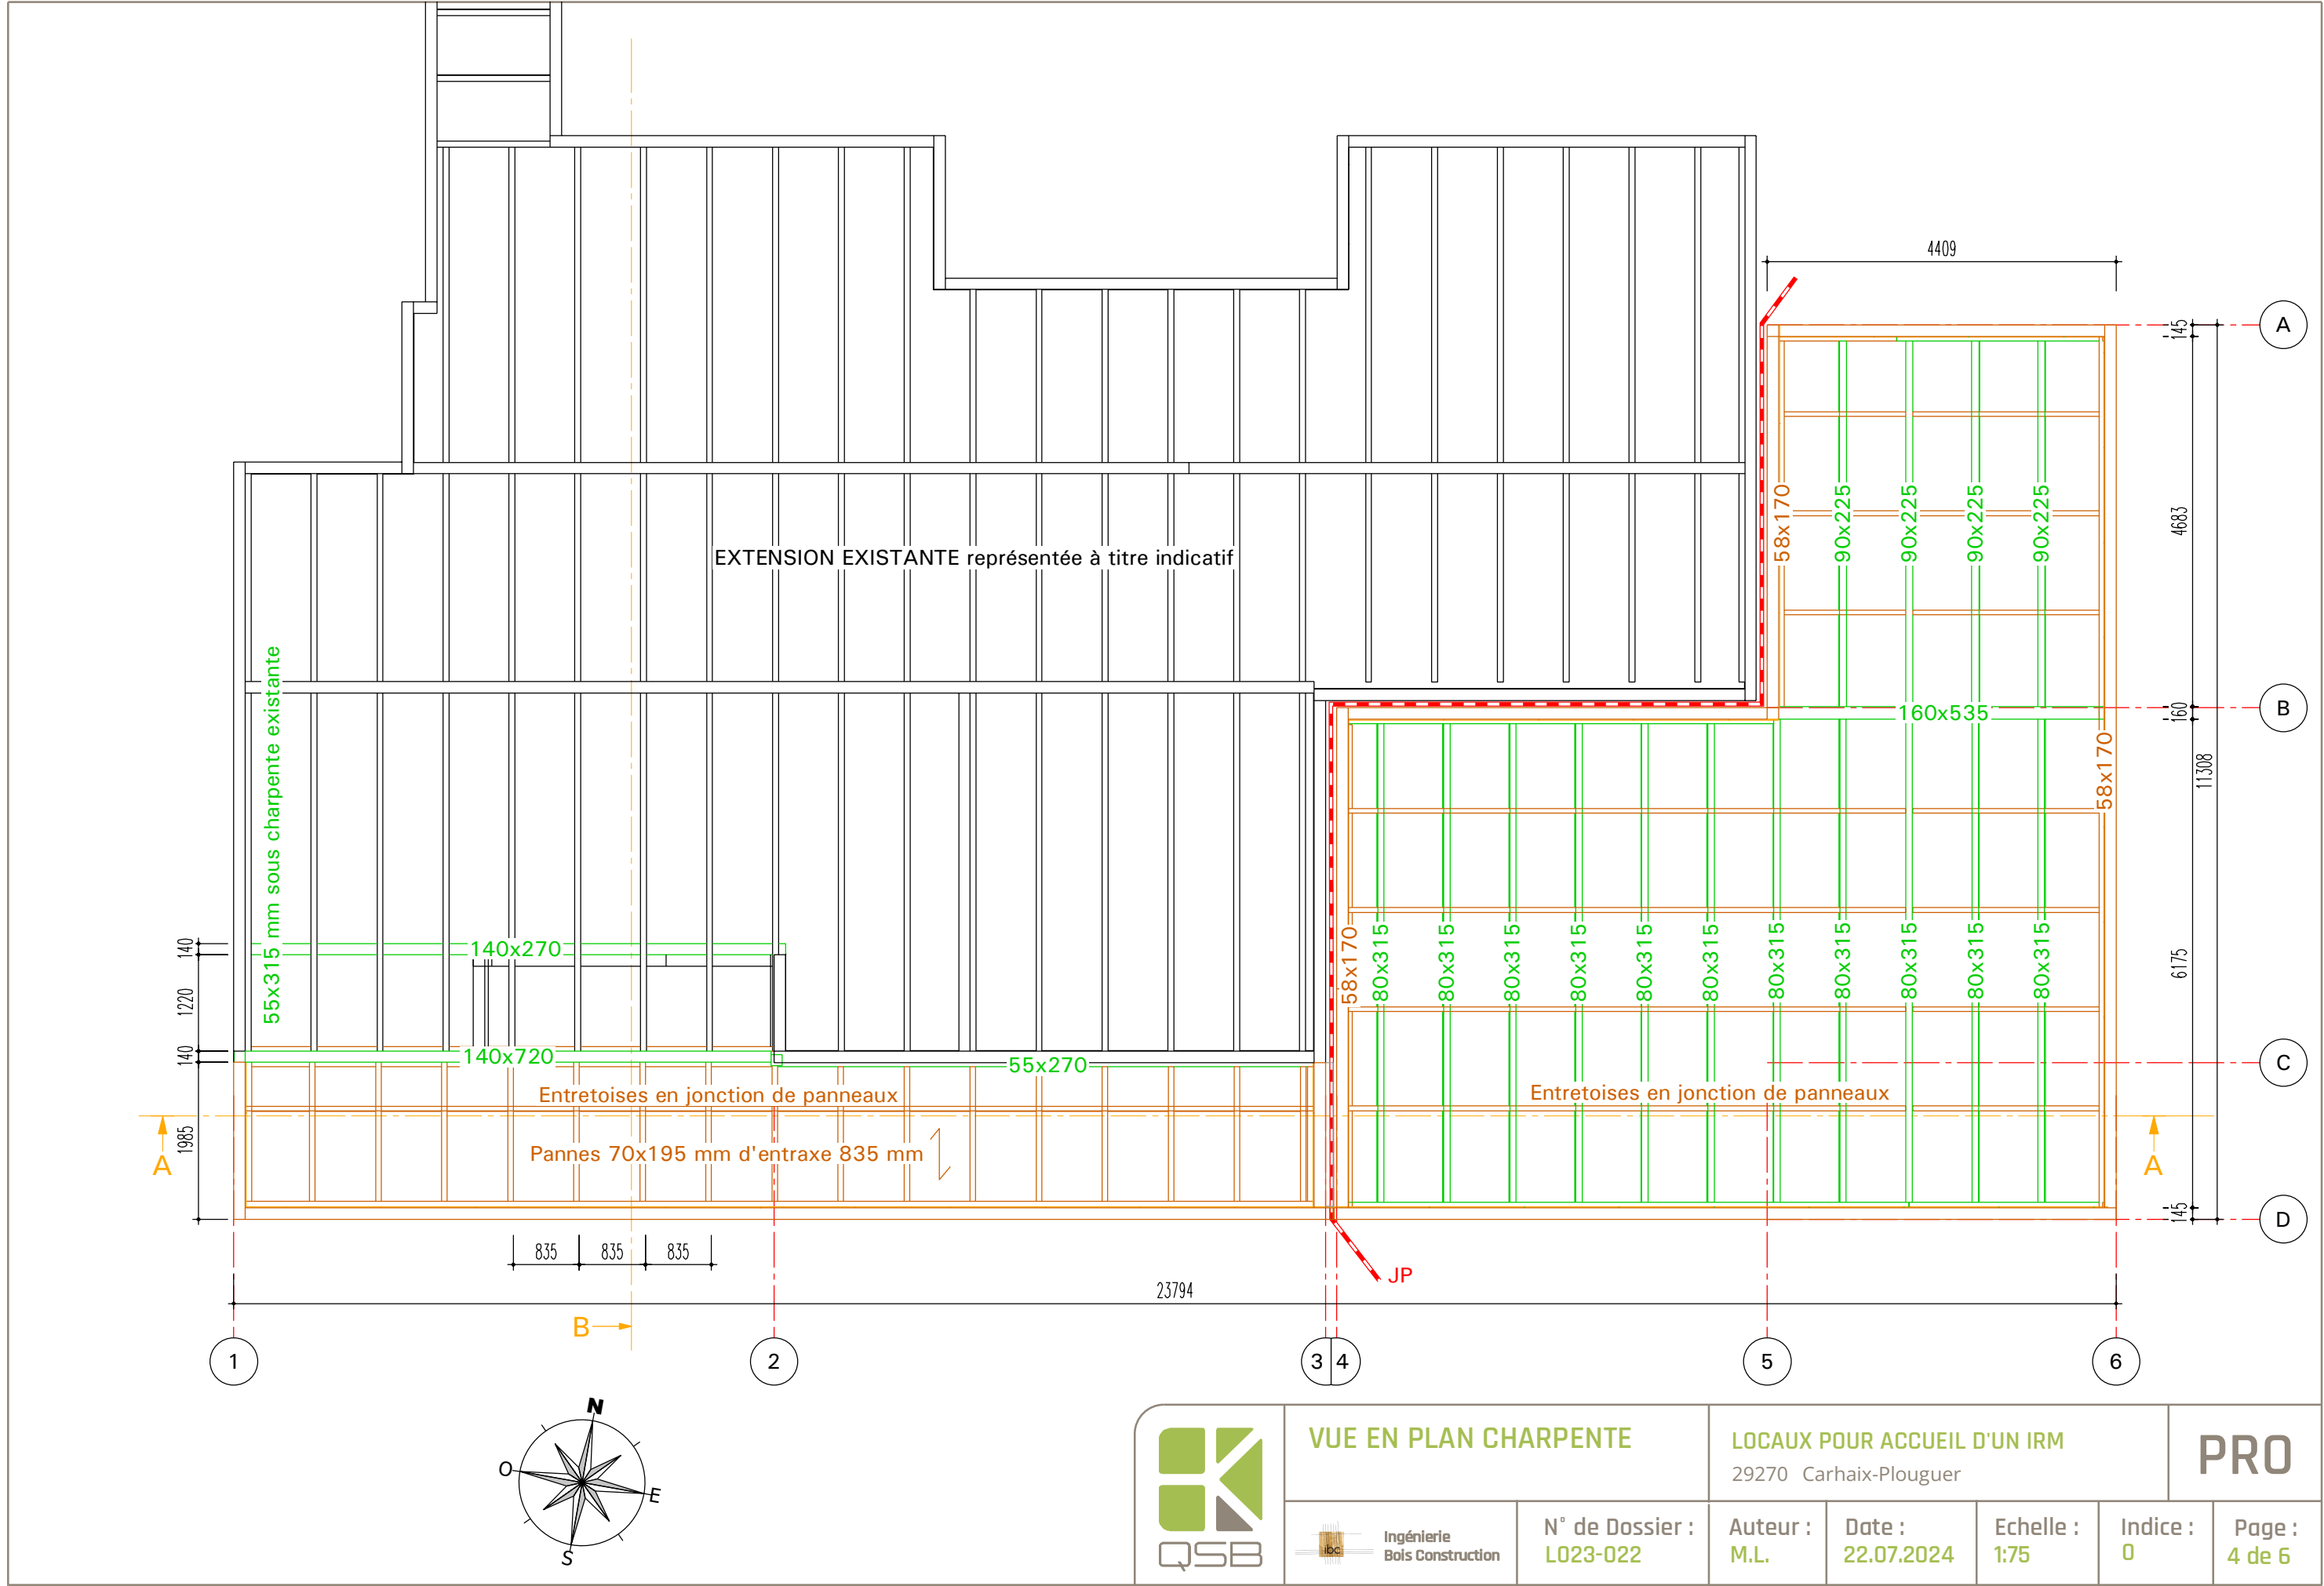 4409
A
145
EXTENSION EXISTANTE représentée à titre indicatif
58x170
90x225
90x225
90x225
90x225
4683
160x535
160
B
58x170
11308
55x315 mm sous charpente existante
140
140x270
1220
58x170
80x315
80x315
80x315
80x315
80x315
80x315
80x315
80x315
80x315
80x315
80x315
6175
140
140x720
55x270
C
Entretoises en jonction de panneaux
Entretoises en jonction de panneaux
1985
A
Pannes 70x195 mm d'entraxe 835 mm
A
145
D
835
835
835
JP
23794
B
1
2
3
4
5
6
N
O
E
S
QSB
VUE EN PLAN CHARPENTE
LOCAUX POUR ACCUEIL D'UN IRM
29270 Carhaix-Plouguer
PRO
ibc
Ingénierie
Bois Construction
N° de Dossier :
L023-022
Auteur :
M.L.
Date :
22.07.2024
Echelle :
1:75
Indice :
0
Page :
4 de 6